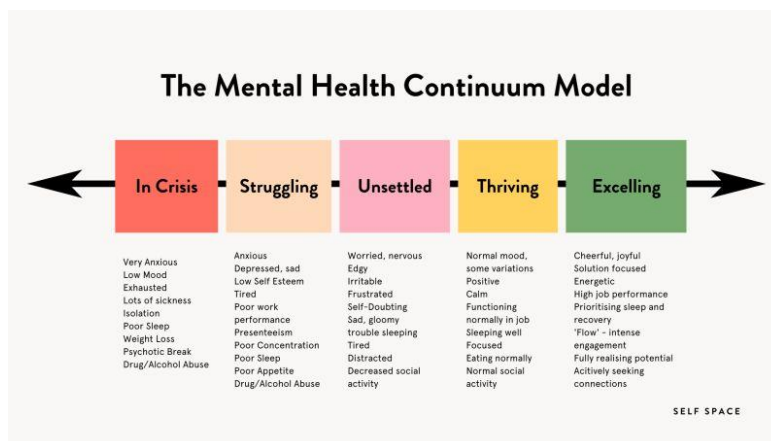 The Mental Health Continuum Model
In Crisis
Struggling
Unsettled
Thriving
Excelling
Very Anxious
Low Mood
Exhausted
Lots of sickness
Isolation
Poor Sleep
Weight Loss
Psychotic Break
Drug/Alcohol Abuse
Anxious
Depressed, sad
Low Self Esteem
Tired
Poor work
performance
Presenteeism
Poor Concentration
Poor Sleep
Poor Appetite
Drug/Alcohol Abuse
Worried, nervous
Edgy
Irritable
Frustrated
Self-Doubting
Sad, gloomy
trouble sleeping
Tired
Distracted
Decreased social
activity
Normal mood,
some variations
Positive
Calm
Functioning
normally in job
Sleeping well
Focused
Eating normally
Normal social
activity
Cheerful, joyful
Solution focused
Energetic
High job performance
Prioritising sleep and
recovery
'Flow' - intense
engagement
Fully realising potential
Acitively seeking
connections
SELF SPACE